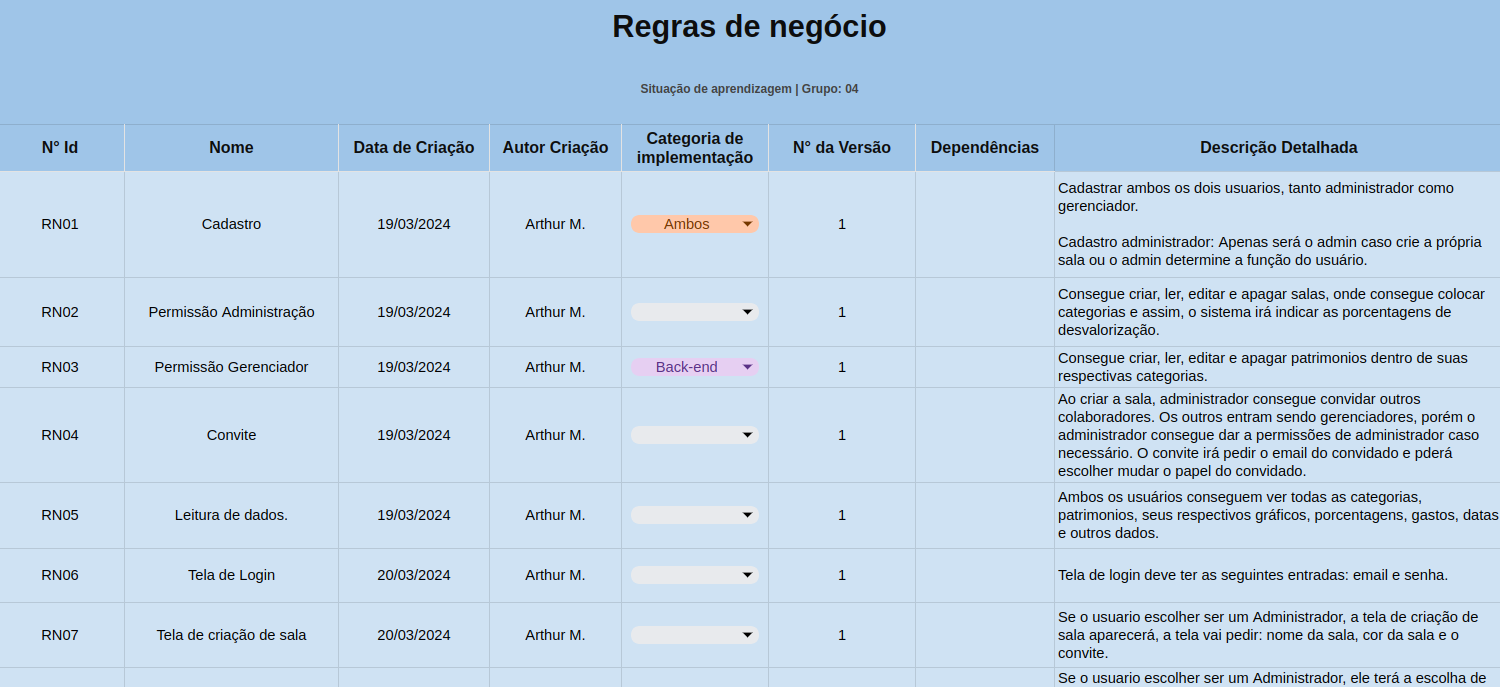 Regras de negócio
Situação de aprendizagem | Grupo: 04
N° Id
Nome
Data de Criação
Autor Criação
Categoria de
implementação
N° da Versão
Dependências
Descrição Detalhada
RN01
Cadastro
19/03/2024
Arthur M.
Ambos
1
Cadastrar ambos os dois usuarios, tanto administrador como
gerenciador.
Cadastro administrador: Apenas será o admin caso crie a própria
sala ou o admin determine a função do usuário.
RN02
Permissão Administração
19/03/2024
Arthur M.
1
Consegue criar, ler, editar e apagar salas, onde consegue colocar
categorias e assim, o sistema irá indicar as porcentagens de
desvalorização.
RN03
Permissão Gerenciador
19/03/2024
Arthur M.
Back-end
1
Consegue criar, ler, editar e apagar patrimonios dentro de suas
respectivas categorias.
RN04
Convite
19/03/2024
Arthur M.
1
Ao criar a sala, administrador consegue convidar outros
colaboradores. Os outros entram sendo gerenciadores, porém o
administrador consegue dar a permissões de administrador caso
necessário. O convite irá pedir o email do convidado e pderá
escolher mudar o papel do convidado.
RN05
Leitura de dados.
19/03/2024
Arthur M.
1
Ambos os usuários conseguem ver todas as categorias,
patrimonios, seus respectivos gráficos, porcentagens, gastos, datas
e outros dados.
RN06
Tela de Login
20/03/2024
Arthur M.
1
Tela de login deve ter as seguintes entradas: email e senha.
RN07
Tela de criação de sala
20/03/2024
Arthur M.
1
Se o usuario escolher ser um Administrador, a tela de criação de
sala aparecerá, a tela vai pedir: nome da sala, cor da sala e o
convite.
Se o usuario escolher ser um Administrador, ele terá a escolha de